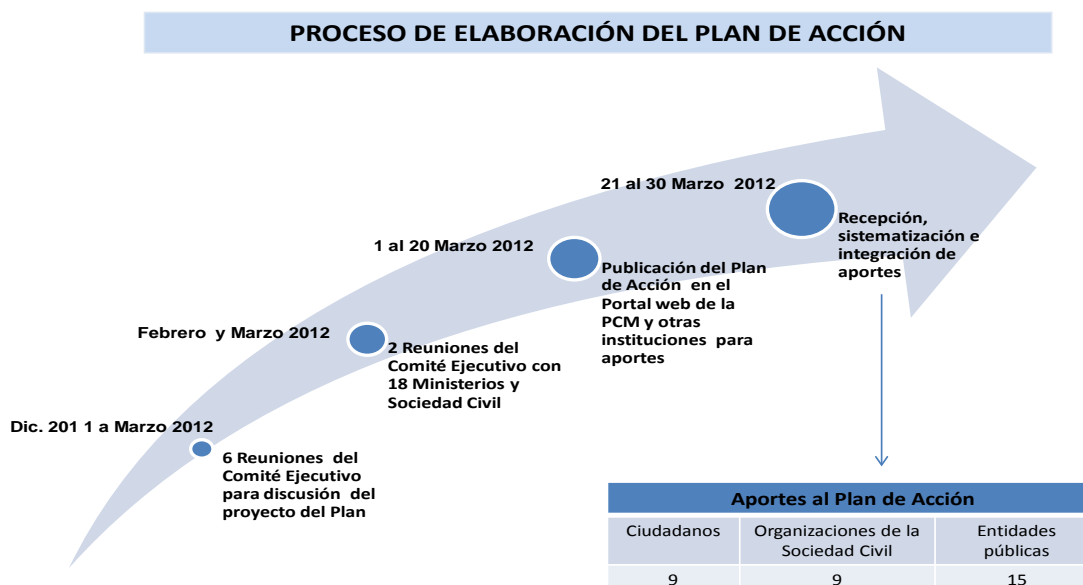 PROCESO DE ELABORACIÓN DEL PLAN DE ACCIÓN
21 al 30 Marzo 2012
Recepción,
sistematización e
integración de
aportes
1 al 20 Marzo 2012
Publicación del Plan
de Acción en el
Portal web de la
PCM y otras
instituciones para
aportes
Febrero y Marzo 2012
2 Reuniones del
Comité Ejecutivo con
18 Ministerios y
Sociedad Civil
Dic. 201 1 a Marzo 2012
6 Reuniones del
Comité Ejecutivo
para discusión del
proyecto del Plan
Aportes al Plan de Acción
Ciudadanos
Organizaciones de la
Sociedad Civil
Entidades
públicas
9 9 15